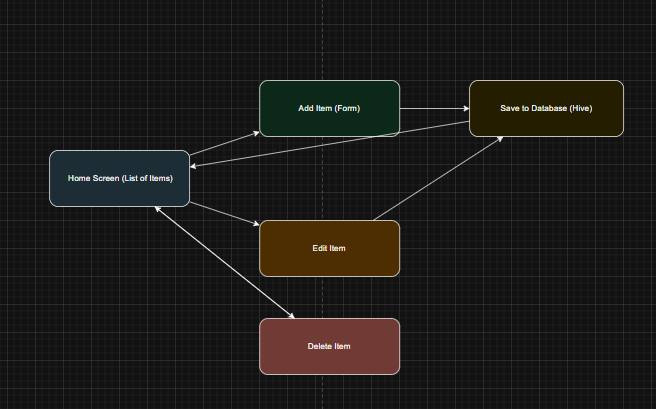 Add Item (Form)
Save to Database (Hive)
Home Screen (List of Items)
Edit Item
Delete Item